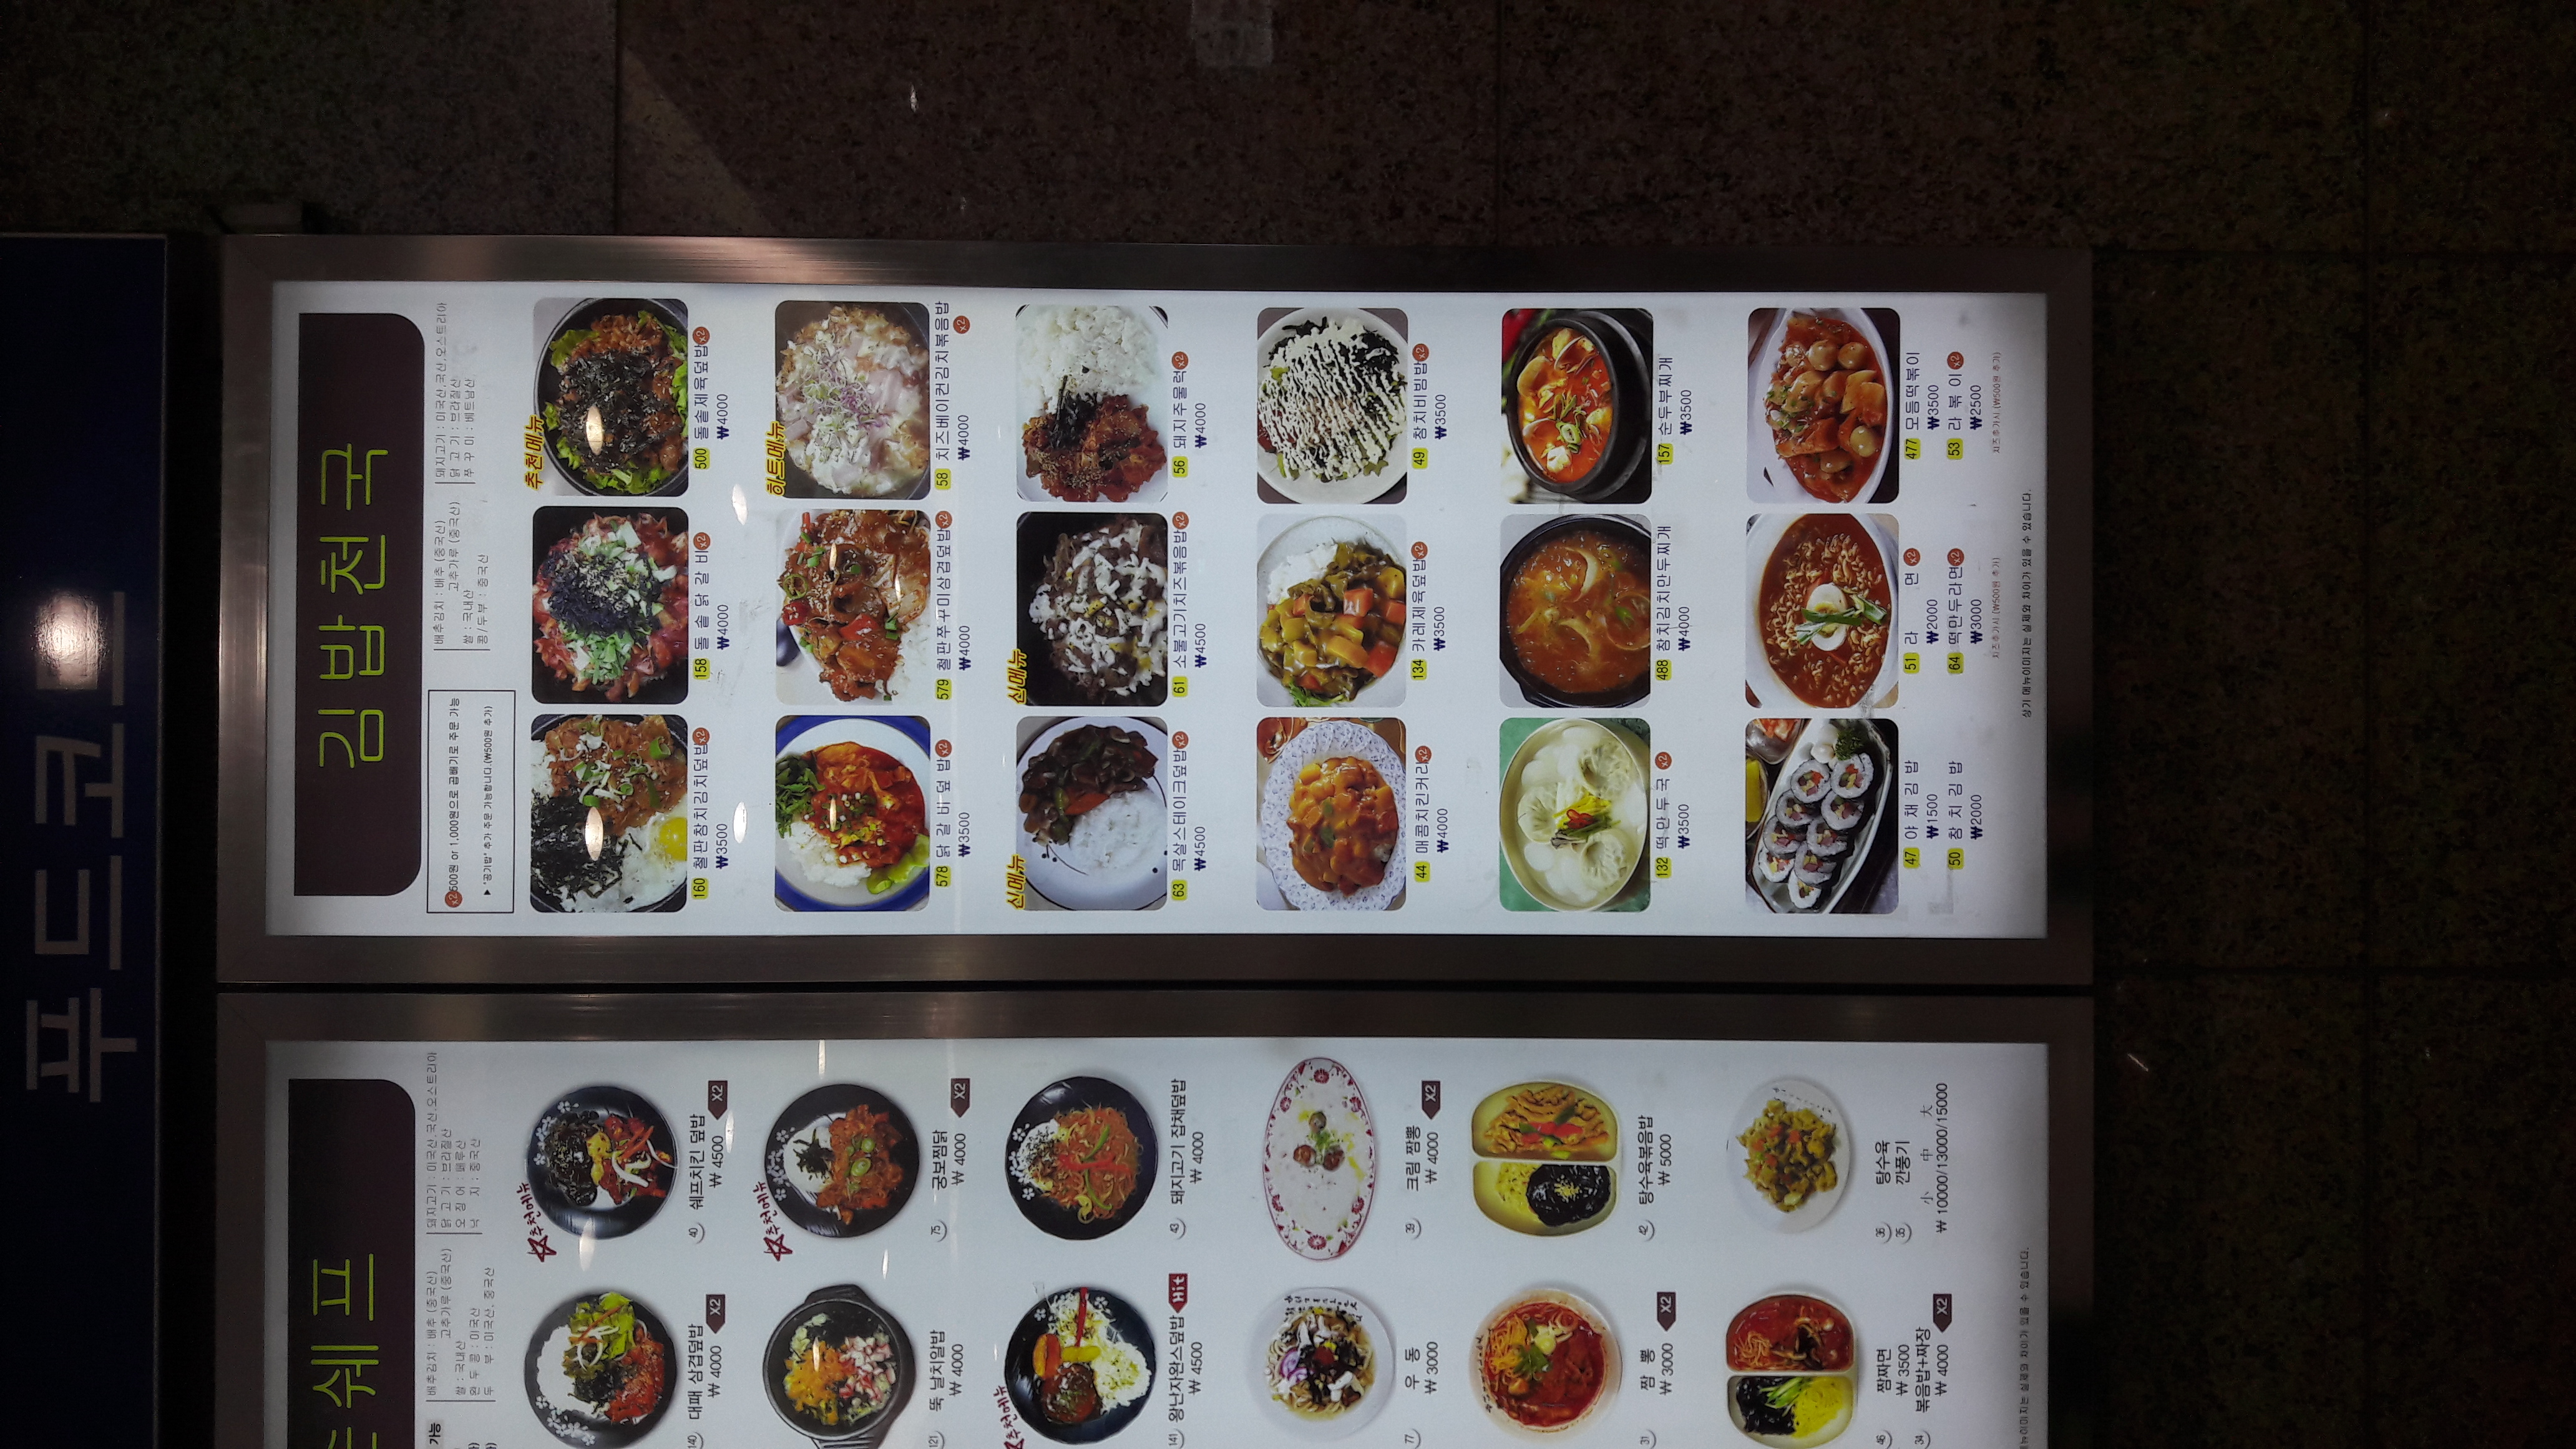 푸드코트
쉐프
가능
배추김치 : 배추 (중국산)
고추가루 (중국산)
쌀 : 국내산
완 두 콩 : 미국산
두 부 : 미국산, 중국산
돼지고기 : 미국산,국산,오스트리아
닭 고 기 : 브라질산
오 징 어 : 페루산
낙 지 : 중국산
추천메뉴
140 대패 삼겹덮밥
₩ 4000 X2
40 쉐프치킨 덮밥
₩ 4500 X2
추천메뉴
121 뚝 날치알밥
₩ 4000
75 궁보찜닭
₩ 4000 X2
추천메뉴
141 왕난자완스덮밥 Hit
₩ 4500
43 돼지고기 잡채덮밥
₩ 4000
77 우 동
₩ 3000
39 크림 짬뽕
₩ 4000 X2
31 짬 뽕
₩ 3000 X2
42 탕수육볶음밥
₩ 5000
46 짬짜면
₩ 3500
34 볶음밥+짜장
₩ 4000 X2
36 탕수육
35 깐풍기
小 中 大
₩ 10000/13000/15000
메뉴이미지는 실제와 차이가 있을 수 있습니다.
김밥천국
x2 500원 or 1,000원으로 곱빼기로 주문 가능
▶ "공기밥" 추가 주문 가능합니다.(₩500원 추가)
배추김치 : 배추 (중국산)
고추가루 (중국산)
쌀 : 국내산
콩/두부 : 중국산
돼지고기 : 미국산,국산,오스트리아
닭 고 기 : 브라질산
쭈 꾸 미 : 베트남산
추천메뉴
160 철판참치김치덮밥 x2
₩3500
158 돌 솥 닭 갈 비 x2
₩4000
500 돌솥제육덮밥 x2
₩4000
히트메뉴
578 닭 갈 비 덮 밥 x2
₩3500
579 철판쭈꾸미삼겹덮밥 x2
₩4000
58 치즈베이컨김치볶음밥
₩4000 x2
신메뉴
신메뉴
63 목살스테이크덮밥 x2
₩4500
61 소불고기치즈볶음밥 x2
₩4500
56 돼지주물럭 x2
₩4000
44 매콤치킨커리 x2
₩4000
134 카레제육덮밥 x2
₩3500
49 참치비빔밥 x2
₩3500
132 떡 만 두 국 x2
₩3500
488 참치김치만두찌개
₩4000
157 순두부찌개
₩3500
47 야 채 김 밥
₩1500
51 라 면 x2
₩2000
477 모듬떡볶이
₩3500
50 참 치 김 밥
₩2000
64 떡만두라면 x2
₩3000
치즈추가시.(₩500원 추가)
53 라 볶 이 x2
₩2500
치즈추가시.(₩500원 추가)
상기 메뉴이미지는 실제와 차이가 있을 수 있습니다.